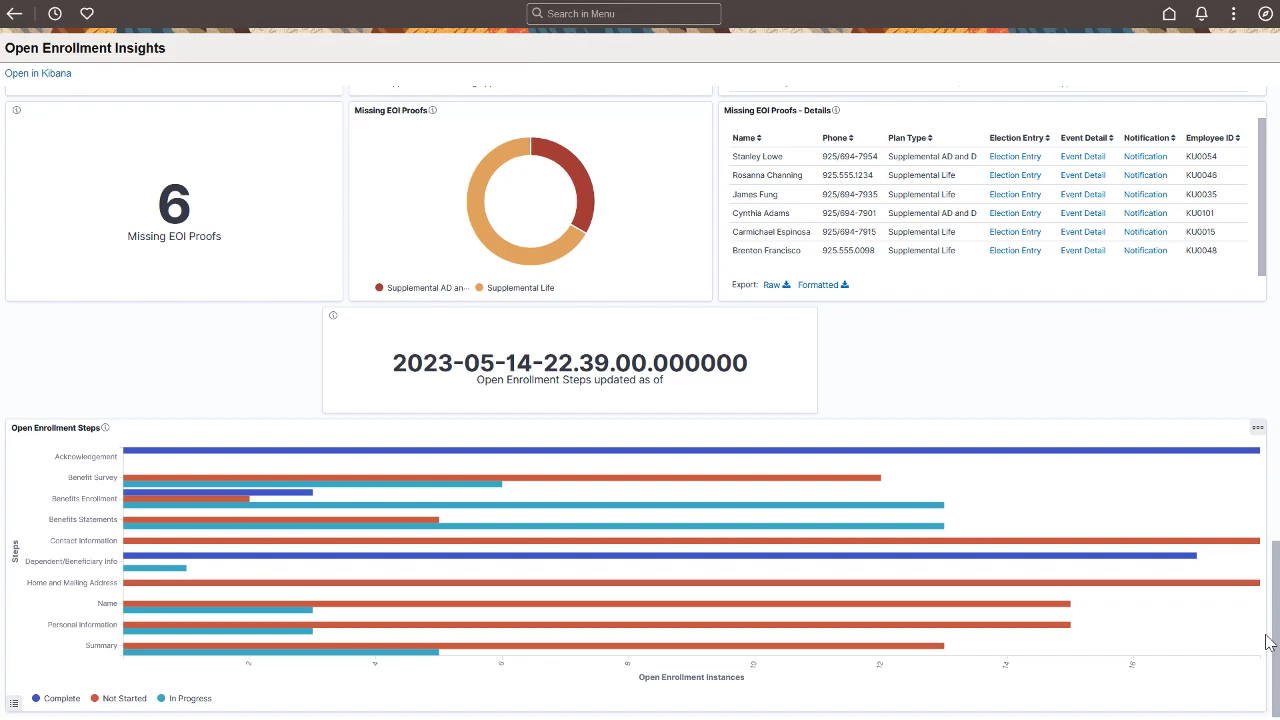 Search in Menu
Open Enrollment Insights
Open in Kibana
6
Missing EOI Proofs
Missing EOI Proofs
Supplemental AD an··· Supplemental Life
Missing EOI Proofs - Details
Name Phone Plan Type Election Entry Event Detail Notification Employee ID
Stanley Lowe 925/694-7954 Supplemental AD and D Election Entry Event Detail Notification KU0054
Rosanna Channing 925.555.1234 Supplemental Life Election Entry Event Detail Notification KU0046
James Fung 925/694-7935 Supplemental Life Election Entry Event Detail Notification KU0035
Cynthia Adams 925/694-7901 Supplemental AD and D Election Entry Event Detail Notification KU0101
Carmichael Espinosa 925/694-7915 Supplemental Life Election Entry Event Detail Notification KU0015
Brenton Francisco 925.555.0098 Supplemental Life Election Entry Event Detail Notification KU0048
Export: Raw Formatted
2023-05-14-22.39.00.000000
Open Enrollment Steps updated as of
Open Enrollment Steps
Steps
Acknowledgement
Benefit Survey
Benefits Enrollment
Benefits Statements
Contact Information
Dependent/Beneficiary Info
Home and Mailing Address
Name
Personal Information
Summary
2 4 6 8 10 12 14 16
Open Enrollment Instances
Complete Not Started In Progress